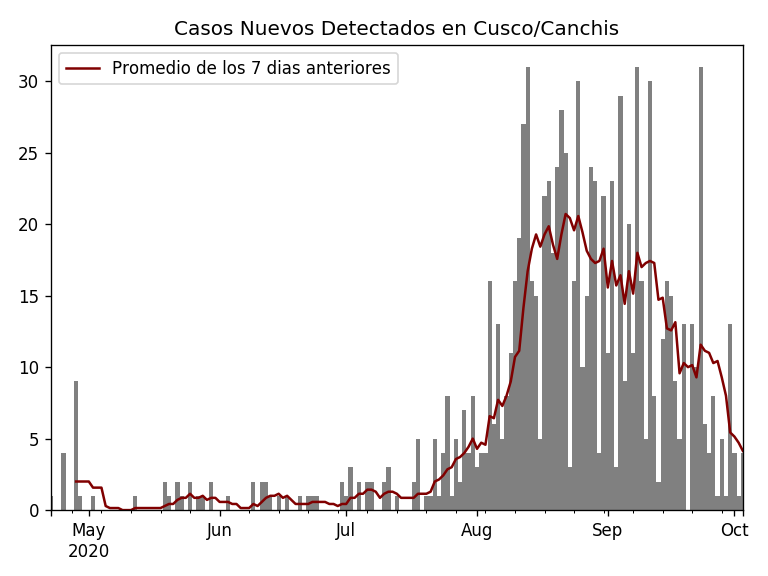 Casos Nuevos Detectados en Cusco/Canchis
Promedio de los 7 dias anteriores
30
25
20
15
10
5
0
May Jun Jul Aug Sep Oct
2020